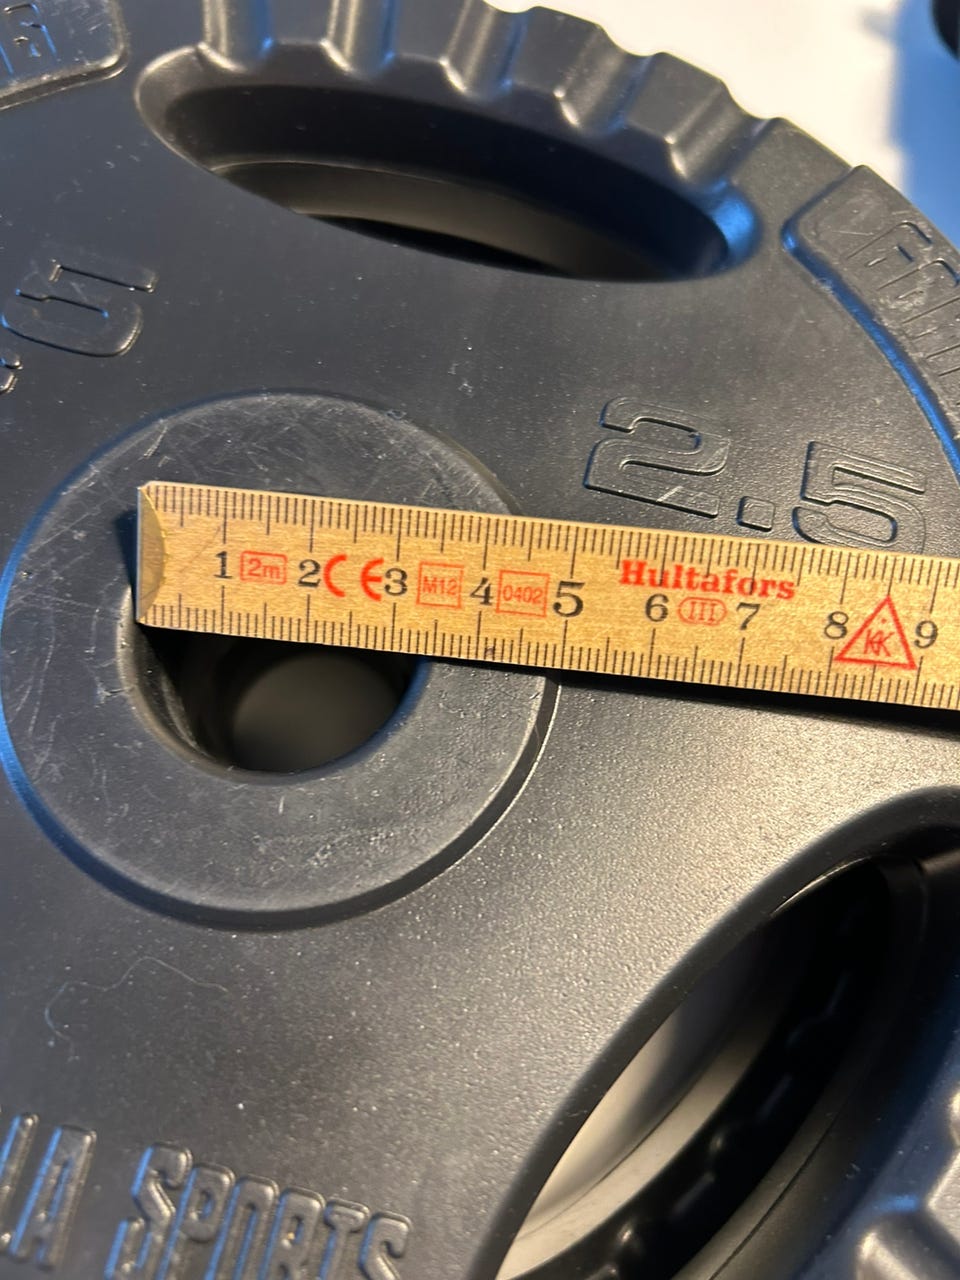 2.5
1 2m 2 CE 3 M12 4 0402 5 Hultafors 6 III 7 8 KK 9
LA SPORTS